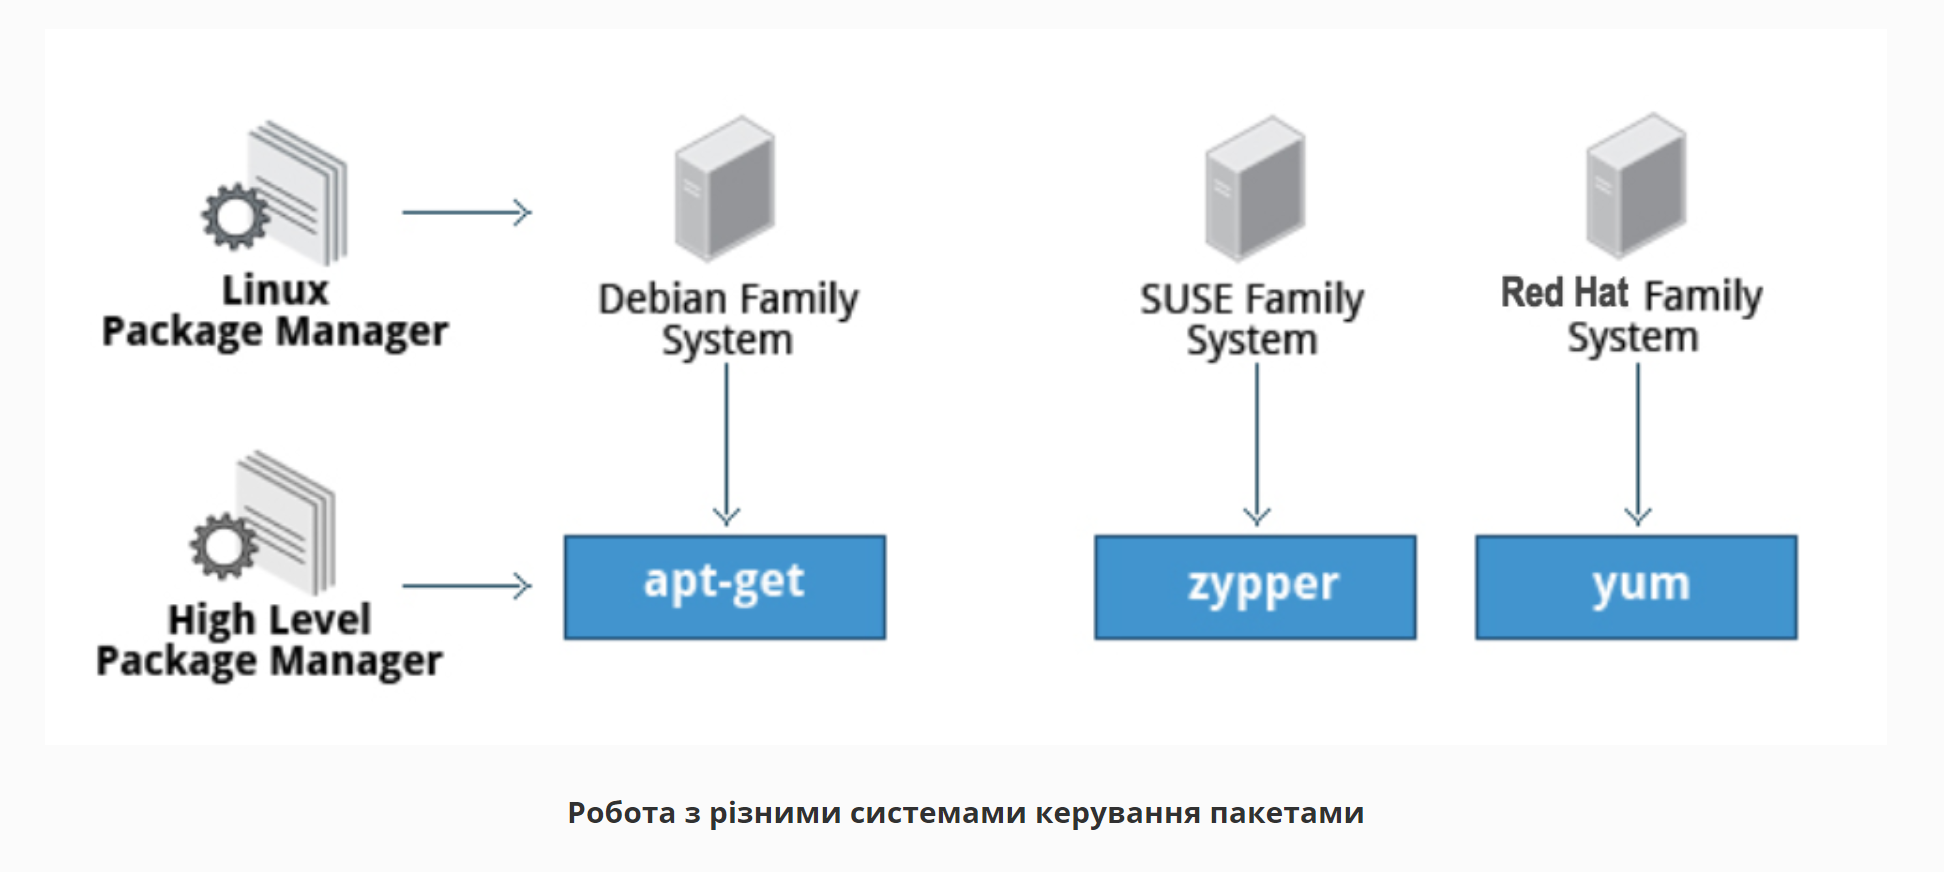 Linux
Package Manager
Debian Family
System
SUSE Family
System
Red Hat Family
System
High Level
Package Manager
apt-get
zypper
yum
Робота з різними системами керування пакетами